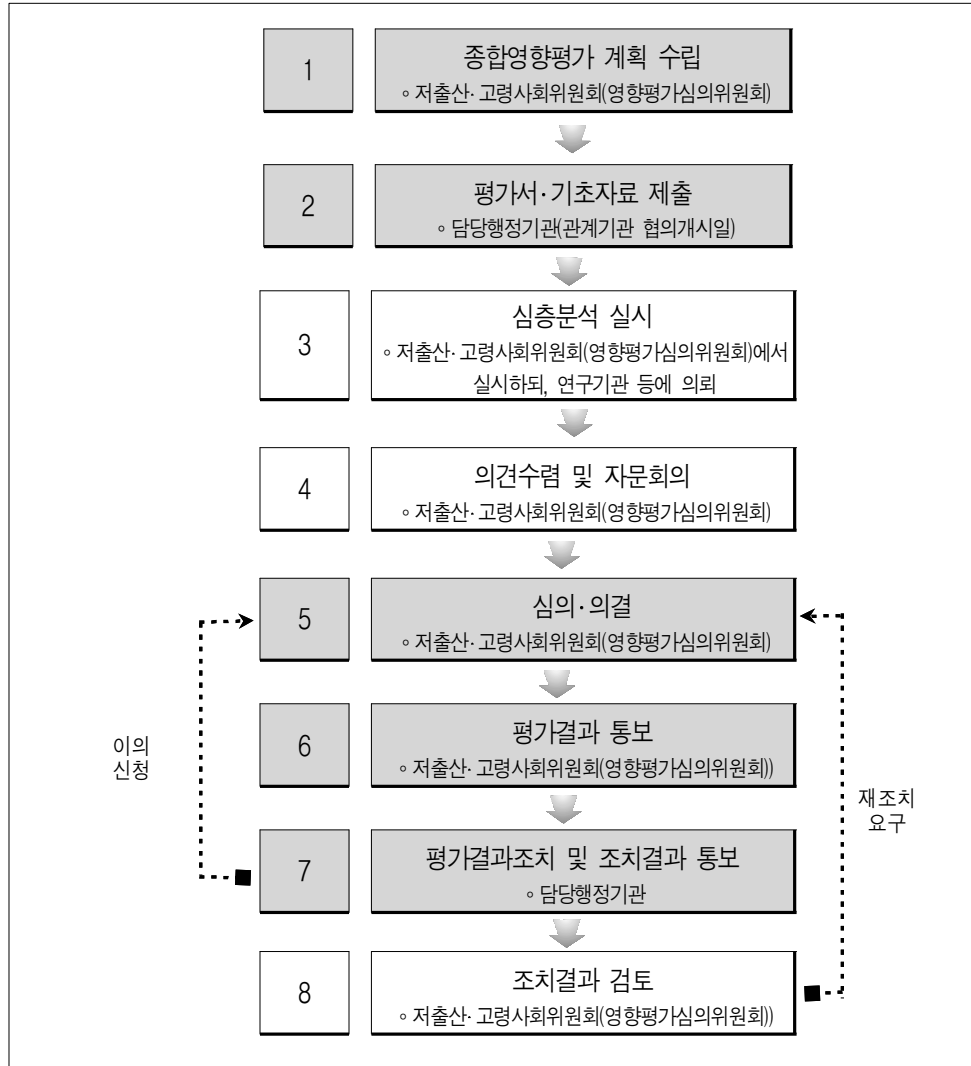 1
종합영향평가 계획 수립
∘ 저출산·고령사회위원회(영향평가심의위원회)
2
평가서·기초자료 제출
∘ 담당행정기관(관계기관 협의개시일)
3
심층분석 실시
∘ 저출산·고령사회위원회(영향평가심의위원회)에서
실시하되, 연구기관 등에 의뢰
4
의견수렴 및 자문회의
∘ 저출산·고령사회위원회(영향평가심의위원회)
5
심의·의결
∘ 저출산·고령사회위원회(영향평가심의위원회)
6
평가결과 통보
∘ 저출산·고령사회위원회(영향평가심의위원회))
이의
신청
재조치
요구
7
평가결과조치 및 조치결과 통보
∘ 담당행정기관
8
조치결과 검토
∘ 저출산·고령사회위원회(영향평가심의위원회))